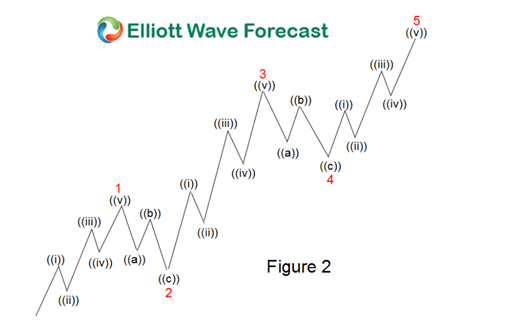 Elliott Wave Forecast
5
((v))
3
((v))
((iii))
((iv))
((b))
((i))
((iii))
((a))
((ii))
((iv))
((c))
4
1
((v))
((i))
((iii))
((b))
((ii))
((iv))
((a))
((i))
((c))
2
((ii))
Figure 2